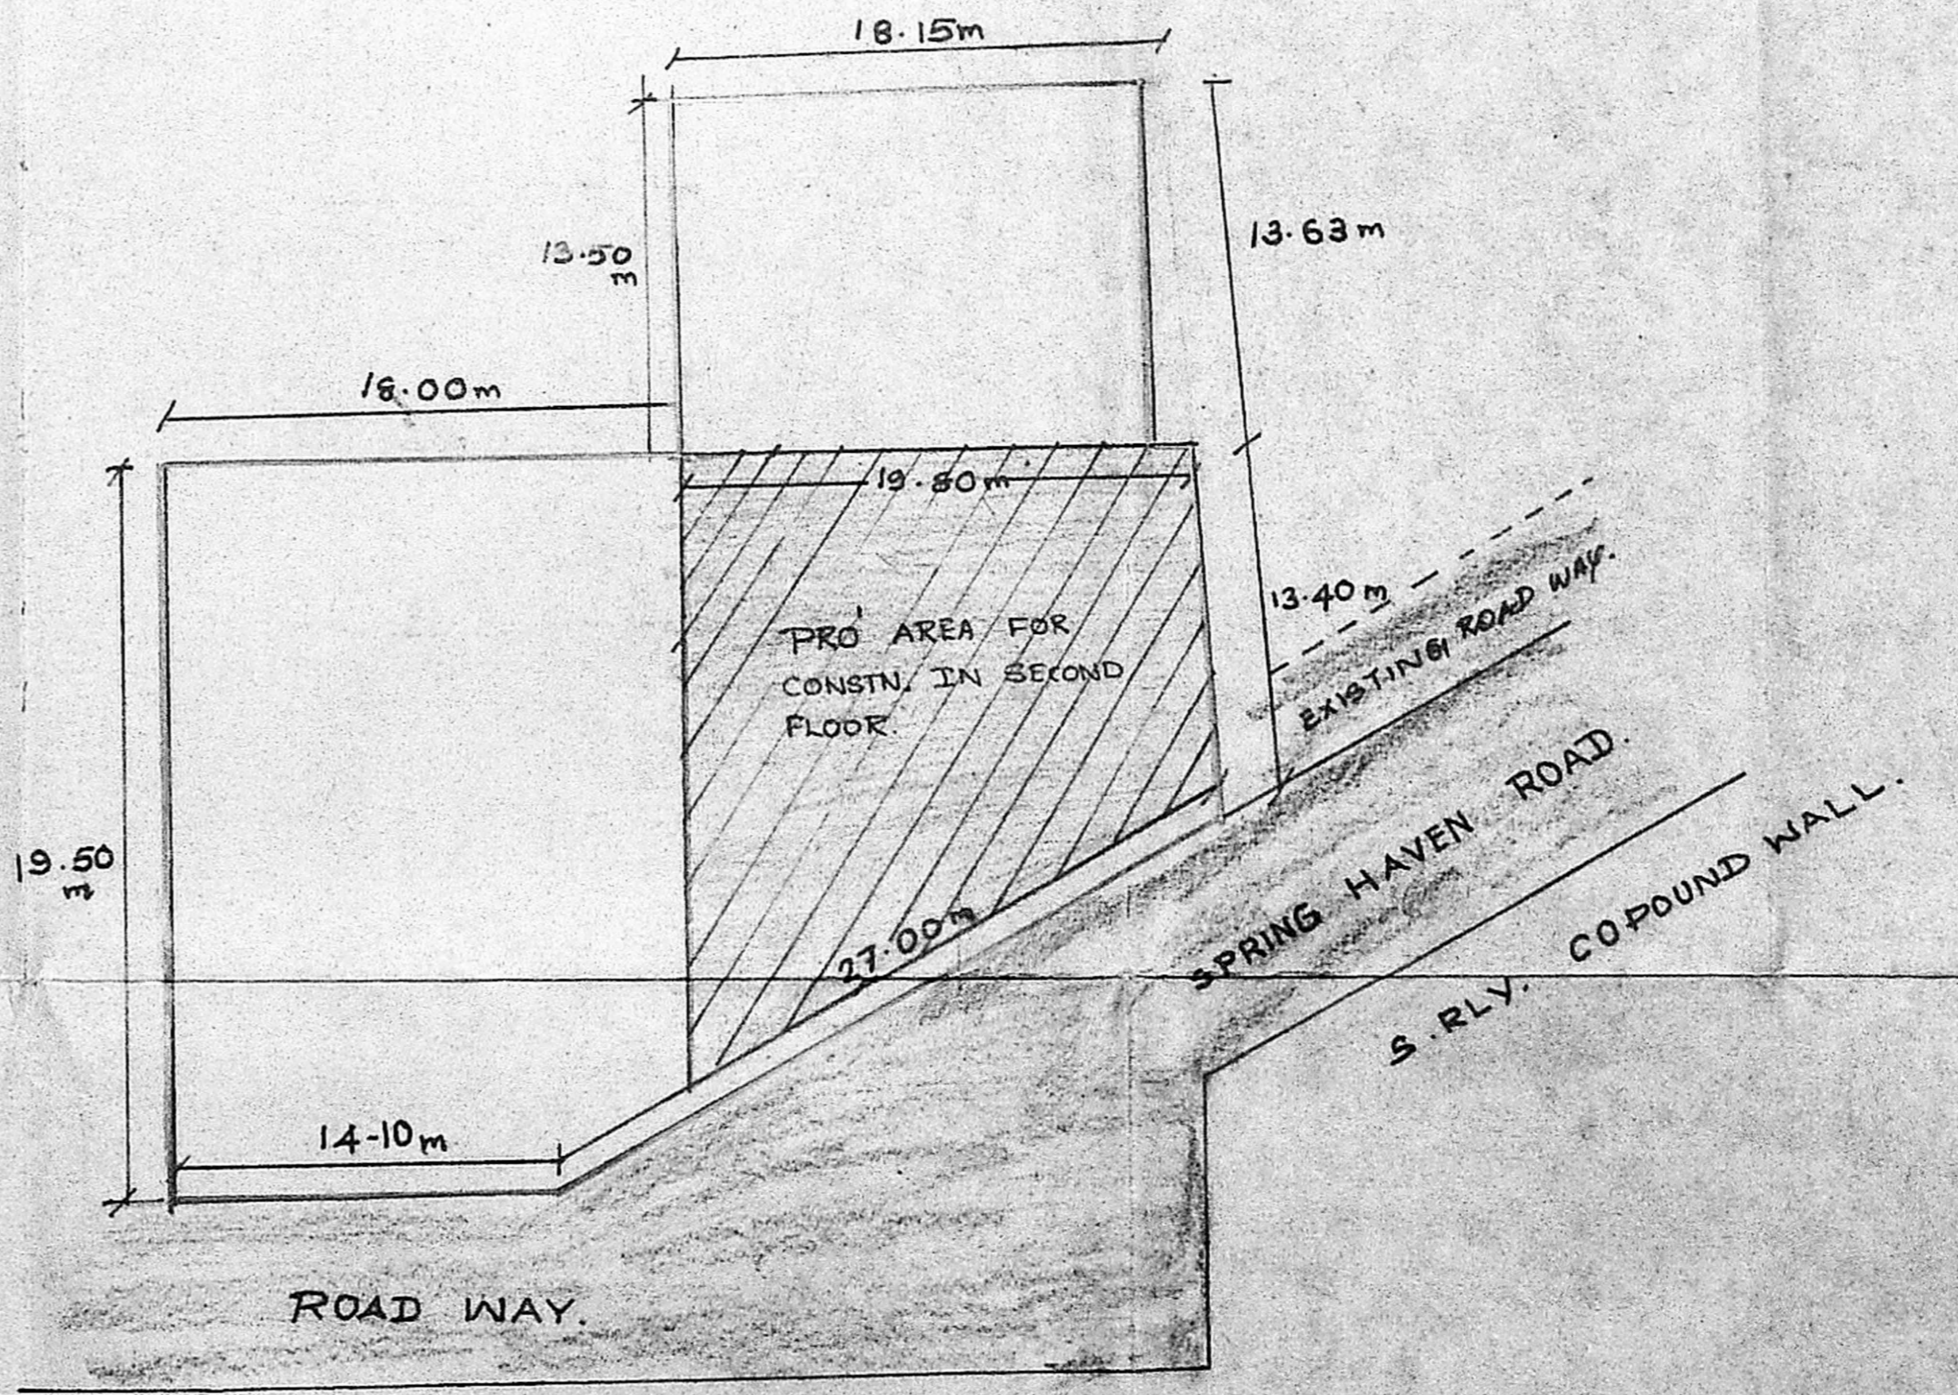 18.15m
13.50
m
13.63m
18.00m
19.80m
13.40m
PRO' AREA FOR
CONSTN. IN SECOND
FLOOR.
EXISTING ROAD WAY.
SPRING HAVEN ROAD.
S.RLY. COPOUND WALL.
19.50
m
27.00m
14-10m
ROAD WAY.